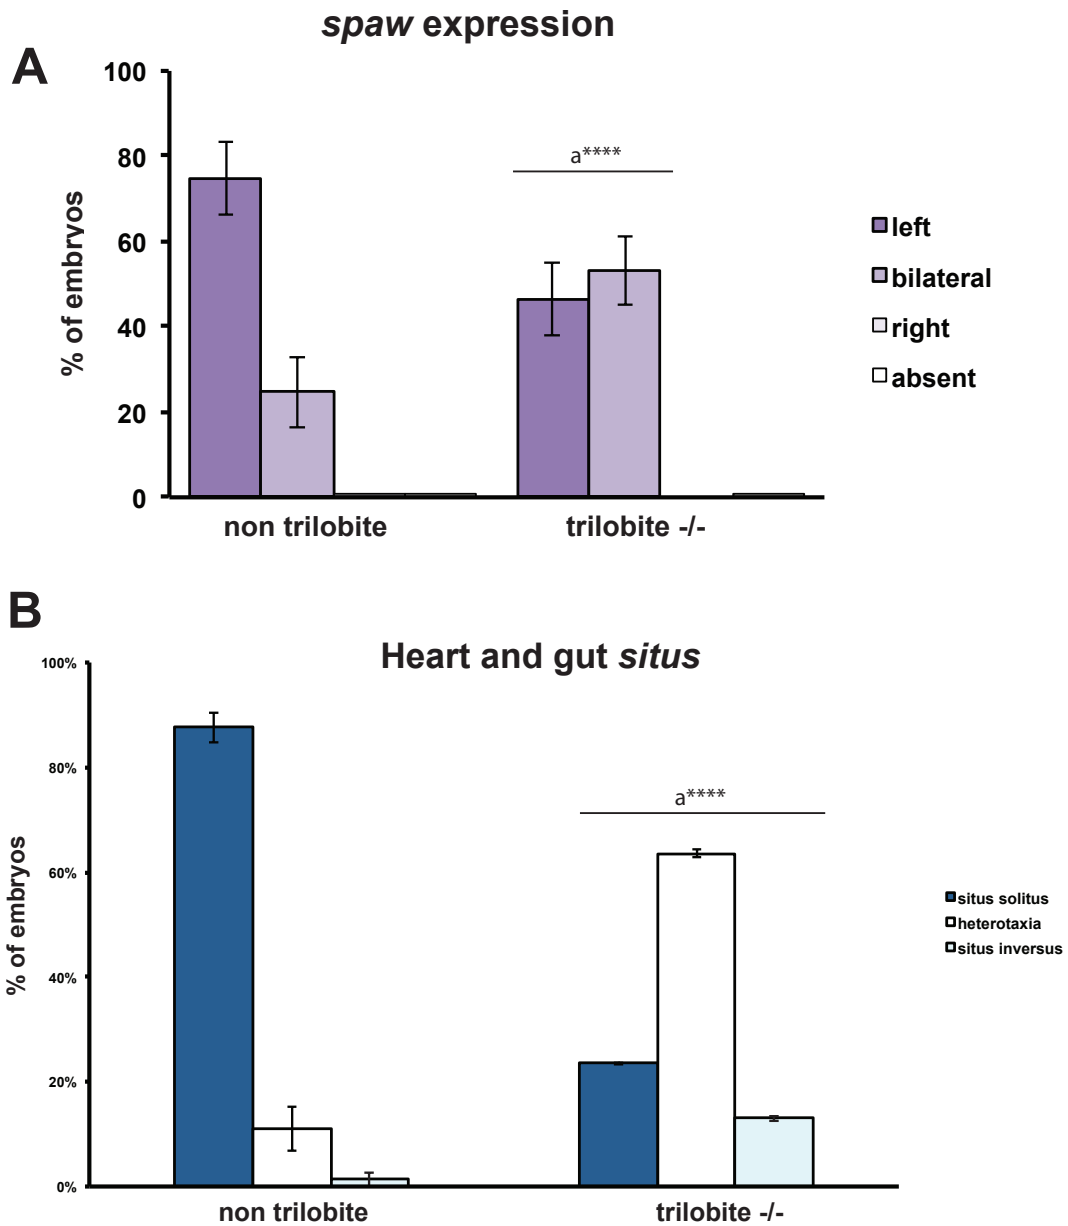 spaw expression
A
100
80
60
40
20
0
% of embryos
a****
left
bilateral
right
absent
non trilobite
trilobite -/-
B
Heart and gut situs
100%
80%
60%
40%
20%
0%
% of embryos
a****
situs solitus
heterotaxia
situs inversus
non trilobite
trilobite -/-